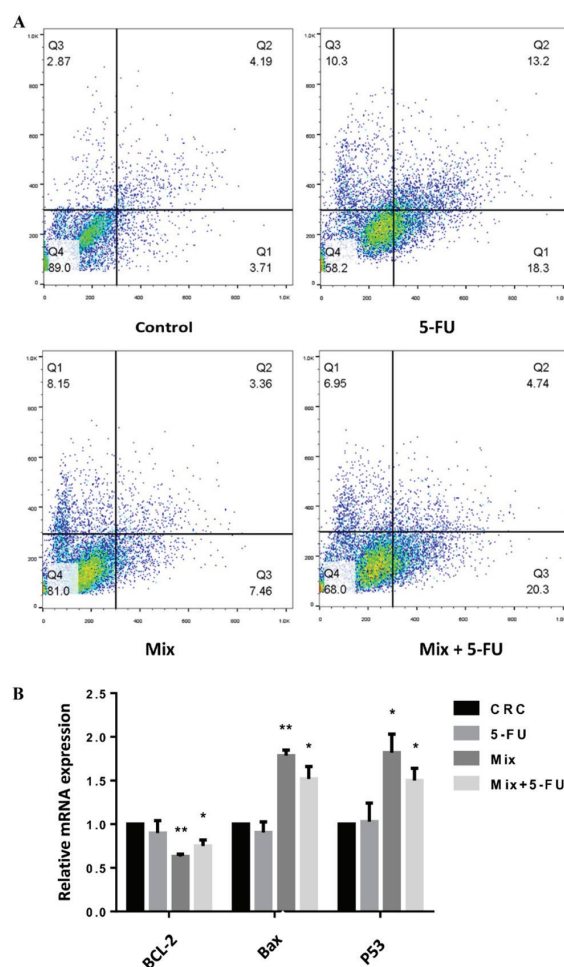 A
Q3
2.87
Q2
4.19
Q4
89.0
Q1
3.71
1.0K
800
600
400
200
0
0 200 400 600 800 1.0K
Control
Q3
10.3
Q2
13.2
Q4
58.2
Q1
18.3
1.0K
800
600
400
200
0
0 200 400 600 800 1.0K
5-FU
Q1
8.15
Q2
3.36
Q4
81.0
Q3
7.46
1.0K
800
600
400
200
0
0 200 400 600 800 1.0K
Mix
Q1
6.95
Q2
4.74
Q4
68.0
Q3
20.3
1.0K
800
600
400
200
0
0 200 400 600 800 1.0K
Mix + 5-FU
B
Relative mRNA expression
2.5
2.0
1.5
1.0
0.5
0.0
** *
** *
* *
BCL-2 Bax P53
CRC
5-FU
Mix
Mix+5-FU